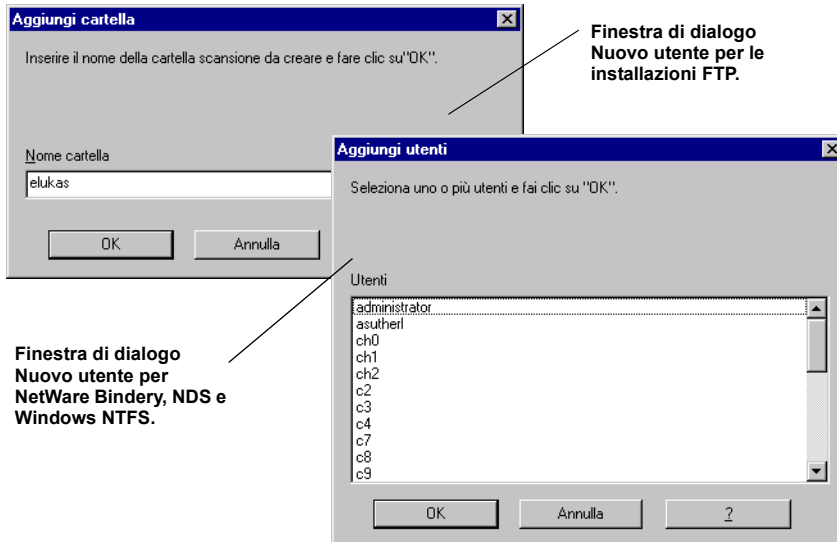 Aggiungi cartella
Inserire il nome della cartella scansione da creare e fare clic su"OK".
Nome cartella
elukas
OK
Annulla
Finestra di dialogo
Nuovo utente per le
installazioni FTP.
Aggiungi utenti
Seleziona uno o più utenti e fai clic su "OK".
Utenti
administrator
asutherl
ch0
ch1
ch2
c2
c3
c4
c7
c8
c9
OK
Annulla
?
Finestra di dialogo
Nuovo utente per
NetWare Bindery, NDS e
Windows NTFS.